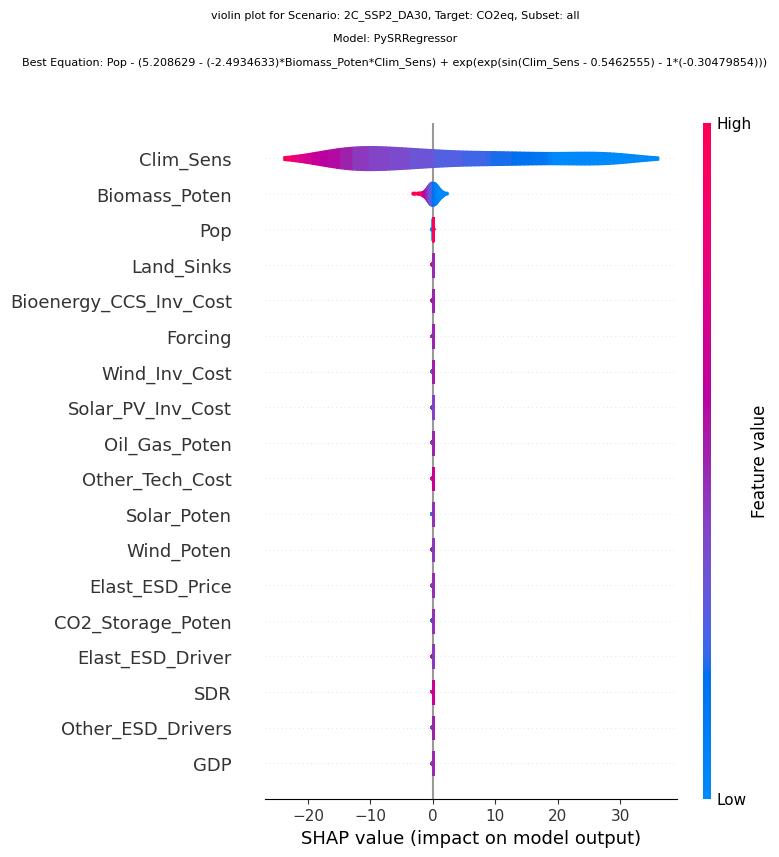 violin plot for Scenario: 2C_SSP2_DA30, Target: CO2eq, Subset: all
Model: PySRRegressor
Best Equation: Pop - (5.208629 - (-2.4934633)*Biomass_Poten*Clim_Sens) + exp(exp(sin(Clim_Sens - 0.5462555) - 1*(-0.30479854)))
High
Clim_Sens
Biomass_Poten
Pop
Land_Sinks
Bioenergy_CCS_Inv_Cost
Forcing
Wind_Inv_Cost
Solar_PV_Inv_Cost
Oil_Gas_Poten
Other_Tech_Cost
Solar_Poten
Wind_Poten
Elast_ESD_Price
CO2_Storage_Poten
Elast_ESD_Driver
SDR
Other_ESD_Drivers
GDP
Feature value
Low
−20 −10 0 10 20 30
SHAP value (impact on model output)